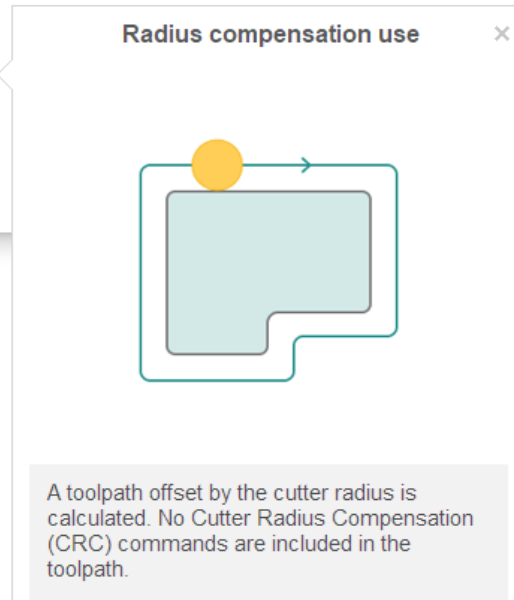 Radius compensation use ×
A toolpath offset by the cutter radius is
calculated. No Cutter Radius Compensation
(CRC) commands are included in the
toolpath.